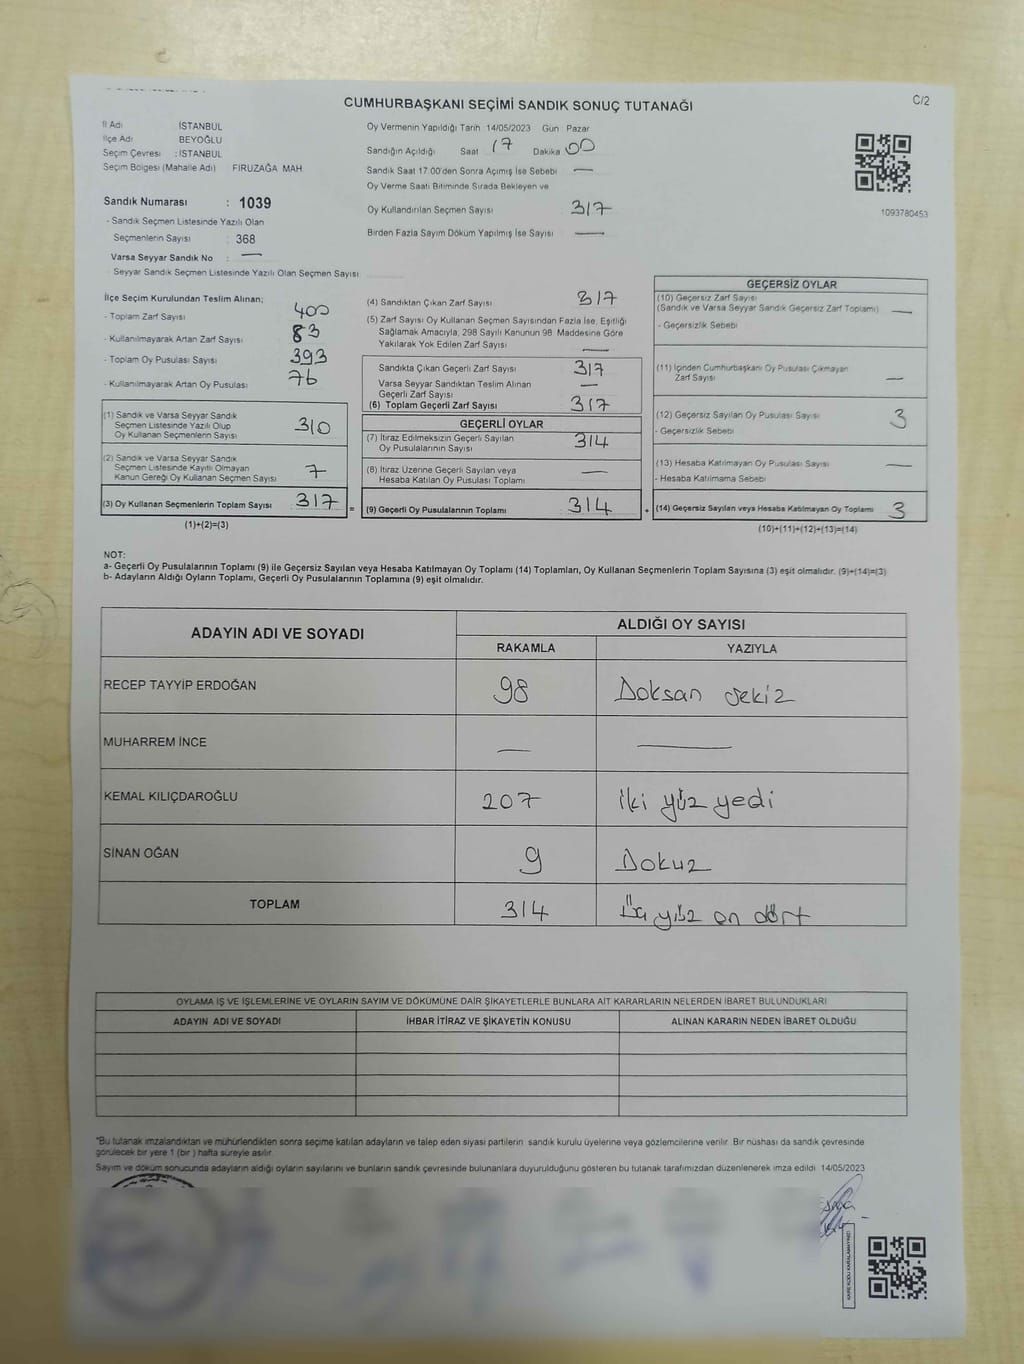 CUMHURBAŞKANI SEÇİMİ SANDIK SONUÇ TUTANAĞI
C/2
İl Adı İSTANBUL
İlçe Adı BEYOĞLU
Seçim Çevresi : İSTANBUL
Seçim Bölgesi (Mahalle Adı) FİRUZAĞA MAH.
Sandık Numarası : 1039
- Sandık Seçmen Listesinde Yazılı Olan
Seçmenlerin Sayısı : 368
Varsa Seyyar Sandık No : —
Seyyar Sandık Seçmen Listesinde Yazılı Olan Seçmen Sayısı
Oy Vermenin Yapıldığı Tarih 14/05/2023 Gün Pazar
Sandığın Açıldığı Saat 17 Dakika 00
Sandık Saat 17.00'den Sonra Açımış İse Sebebi —
Oy Verme Saati Bitiminde Sırada Bekleyen ve
Oy Kullandırılan Seçmen Sayısı 317
Birden Fazla Sayım Döküm Yapılmış İse Sayısı —
1093780453
İlçe Seçim Kurulundan Teslim Alınan;
- Toplam Zarf Sayısı 400
- Kullanılmayarak Artan Zarf Sayısı 83
- Toplam Oy Pusulası Sayısı 393
- Kullanılmayarak Artan Oy Pusulası 76
(1) Sandık ve Varsa Seyyar Sandık
Seçmen Listesinde Yazılı Olup
Oy Kullanan Seçmenlerin Sayısı 310
(2) Sandık ve Varsa Seyyar Sandık
Seçmen Listesinde Kayıtlı Olmayan
Kanun Gereği Oy Kullanan Seçmen Sayısı 7
(3) Oy Kullanan Seçmenlerin Toplam Sayısı 317 =
(1)+(2)=(3)
(4) Sandıktan Çıkan Zarf Sayısı 317
(5) Zarf Sayısı Oy Kullanan Seçmen Sayısından Fazla İse, Eşitliği
Sağlamak Amacıyla, 298 Sayılı Kanunun 98. Maddesine Göre
Yakılarak Yok Edilen Zarf Sayısı —
Sandıkta Çıkan Geçerli Zarf Sayısı 317
Varsa Seyyar Sandıktan Teslim Alınan
Geçerli Zarf Sayısı —
(6) Toplam Geçerli Zarf Sayısı 317
GEÇERLİ OYLAR
(7) İtiraz Edilmeksizin Geçerli Sayılan
Oy Pusulalarının Sayısı 314
(8) İtiraz Üzerine Geçerli Sayılan veya
Hesaba Katılan Oy Pusulası Toplamı —
(9) Geçerli Oy Pusulalarının Toplamı 314 +
GEÇERSİZ OYLAR
(10) Geçersiz Zarf Sayısı
(Sandık ve Varsa Seyyar Sandık Geçersiz Zarf Toplamı) —
- Geçersizlik Sebebi
(11) İçinden Cumhurbaşkanı Oy Pusulası Çıkmayan
Zarf Sayısı —
(12) Geçersiz Sayılan Oy Pusulası Sayısı 3
- Geçersizlik Sebebi
(13) Hesaba Katılmayan Oy Pusulası Sayısı —
- Hesaba Katılmama Sebebi
(14) Geçersiz Sayılan veya Hesaba Katılmayan Oy Toplamı 3
(10)+(11)+(12)+(13)=(14)
NOT:
a- Geçerli Oy Pusulalarının Toplamı (9) ile Geçersiz Sayılan veya Hesaba Katılmayan Oy Toplamı (14) Toplamları, Oy Kullanan Seçmenlerin Toplam Sayısına (3) eşit olmalıdır. (9)+(14)=(3)
b- Adayların Aldığı Oyların Toplamı, Geçerli Oy Pusulalarının Toplamına (9) eşit olmalıdır.
ADAYIN ADI VE SOYADI ALDIĞI OY SAYISI
RAKAMLA YAZIYLA
RECEP TAYYİP ERDOĞAN 98 Doksan sekiz
MUHARREM İNCE — —
KEMAL KILIÇDAROĞLU 207 iki yüz yedi
SİNAN OĞAN 9 Dokuz
TOPLAM 314 Üç yüz on dört
OYLAMA İŞ VE İŞLEMLERİNE VE OYLARIN SAYIM VE DÖKÜMÜNE DAİR ŞİKAYETLERLE BUNLARA AİT KARARLARIN NELERDEN İBARET BULUNDUKLARI
ADAYIN ADI VE SOYADI İHBAR İTİRAZ VE ŞİKAYETİN KONUSU ALINAN KARARIN NEDEN İBARET OLDUĞU
*Bu tutanak imzalandıktan ve mühürlendikten sonra seçime katılan adayların ve talep eden siyasi partilerin sandık kurulu üyelerine veya gözlemcilerine verilir. Bir nüshası da sandık çevresinde
görülecek bir yere 1 (bir) hafta süreyle asılır.
Sayım ve döküm sonucunda adayların aldığı oyların sayılarını ve bunların sandık çevresinde bulunanlara duyurulduğunu gösteren bu tutanak tarafımızdan düzenlenerek imza edildi. 14/05/2023
KARE KODU KARALAMAYINIZ!